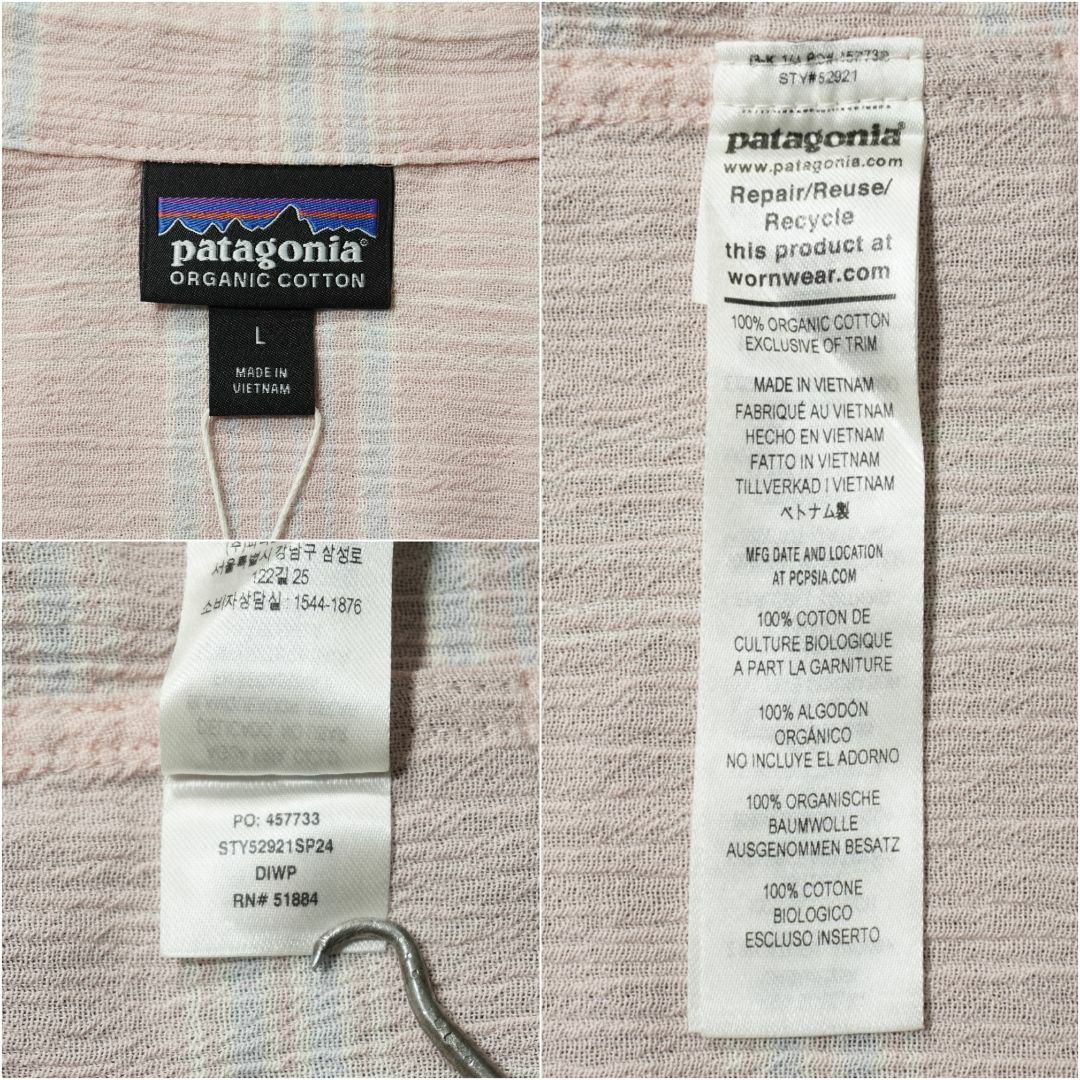 patagonia®
ORGANIC COTTON
L
MADE IN
VIETNAM
서울특별시 강남구 삼성로
122길 25
소비자상담실 : 1544-1876
PO: 457733
STY52921SP24
DIWP
RN# 51884
STY#52921
patagonia®
www.patagonia.com
Repair/Reuse/
Recycle
this product at
wornwear.com
100% ORGANIC COTTON
EXCLUSIVE OF TRIM
MADE IN VIETNAM
FABRIQUÉ AU VIETNAM
HECHO EN VIETNAM
FATTO IN VIETNAM
TILLVERKAD I VIETNAM
ベトナム製
MFG DATE AND LOCATION
AT PCPSIA.COM
100% COTON DE
CULTURE BIOLOGIQUE
A PART LA GARNITURE
100% ALGODÓN
ORGÁNICO
NO INCLUYE EL ADORNO
100% ORGANISCHE
BAUMWOLLE
AUSGENOMMEN BESATZ
100% COTONE
BIOLOGICO
ESCLUSO INSERTO